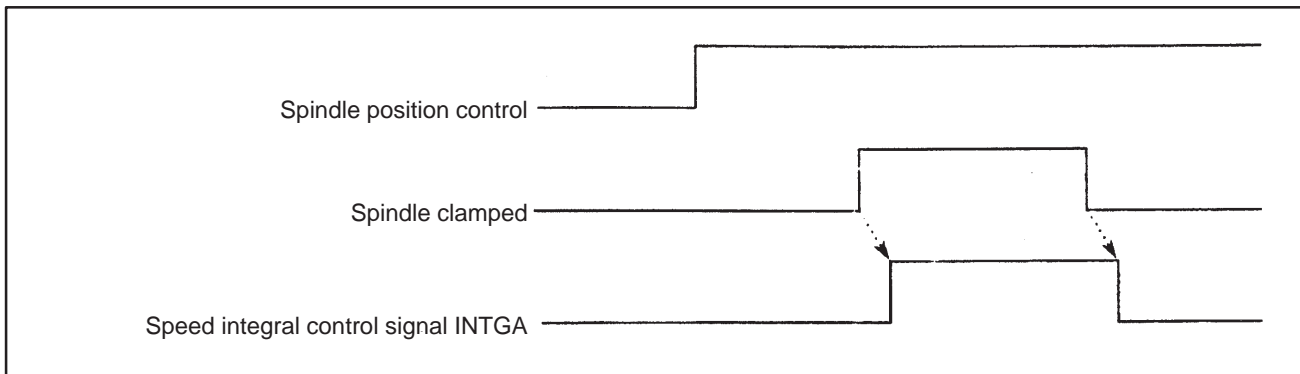 Spindle position control
Spindle clamped
Speed integral control signal INTGA